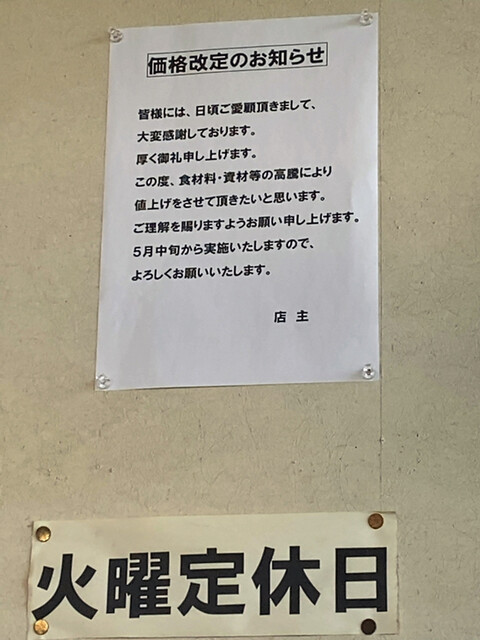 価格改定のお知らせ
皆様には、日頃ご愛顧頂きまして、
大変感謝しております。
厚く御礼申し上げます。
この度、食材料・資材等の高騰により
値上げをさせて頂きたいと思います。
ご理解を賜りますようお願い申し上げます。
5月中旬から実施いたしますので、
よろしくお願いいたします。
店 主
火曜定休日